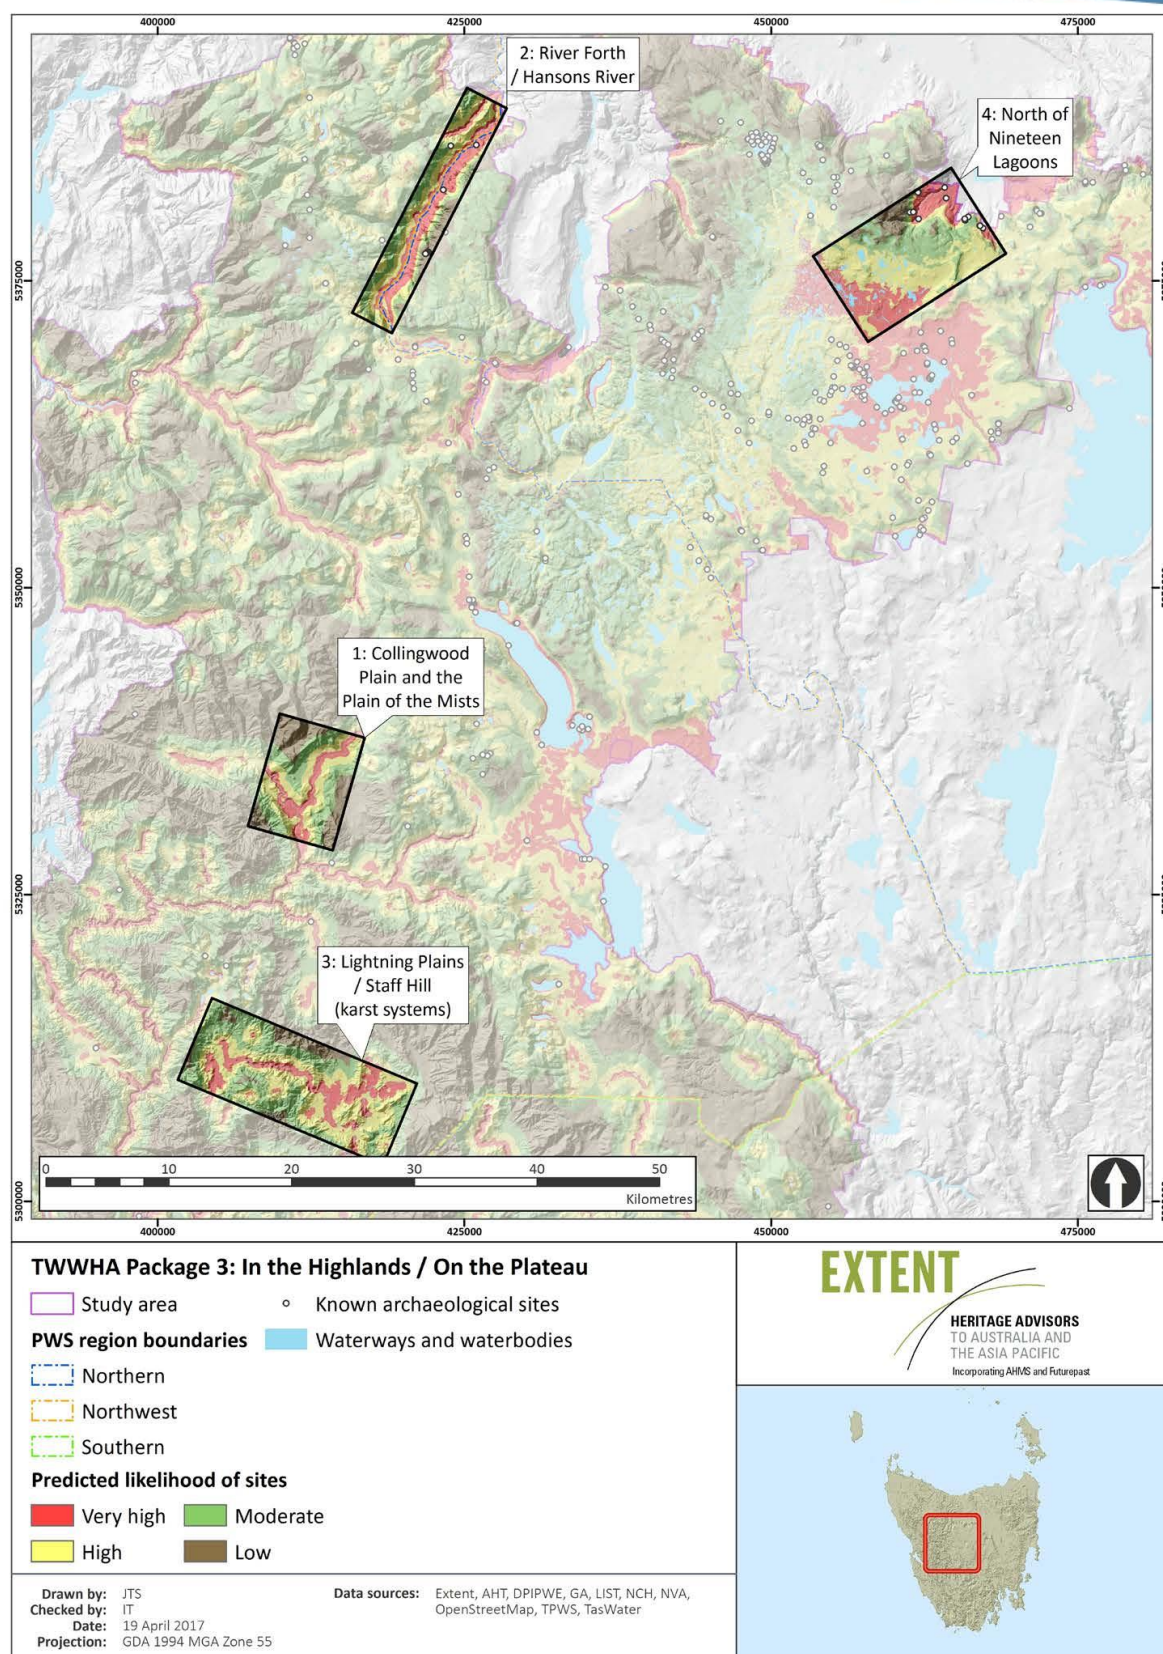 400000
425000
450000
475000
2: River Forth
/ Hansons River
4: North of
Nineteen
Lagoons
5375000
5350000
1: Collingwood
Plain and the
Plain of the Mists
5325000
3: Lightning Plains
/ Staff Hill
(karst systems)
0 10 20 30 40 50
Kilometres
5300000
400000
425000
450000
475000
TWWHA Package 3: In the Highlands / On the Plateau
Study area
Known archaeological sites
PWS region boundaries
Waterways and waterbodies
Northern
Northwest
Southern
Predicted likelihood of sites
Very high
Moderate
High
Low
Drawn by: JTS
Checked by: IT
Date: 19 April 2017
Projection: GDA 1994 MGA Zone 55
Data sources: Extent, AHT, DPIPWE, GA, LIST, NCH, NVA,
OpenStreetMap, TPWS, TasWater
EXTENT
HERITAGE ADVISORS
TO AUSTRALIA AND
THE ASIA PACIFIC
Incorporating AHMS and Futurepast